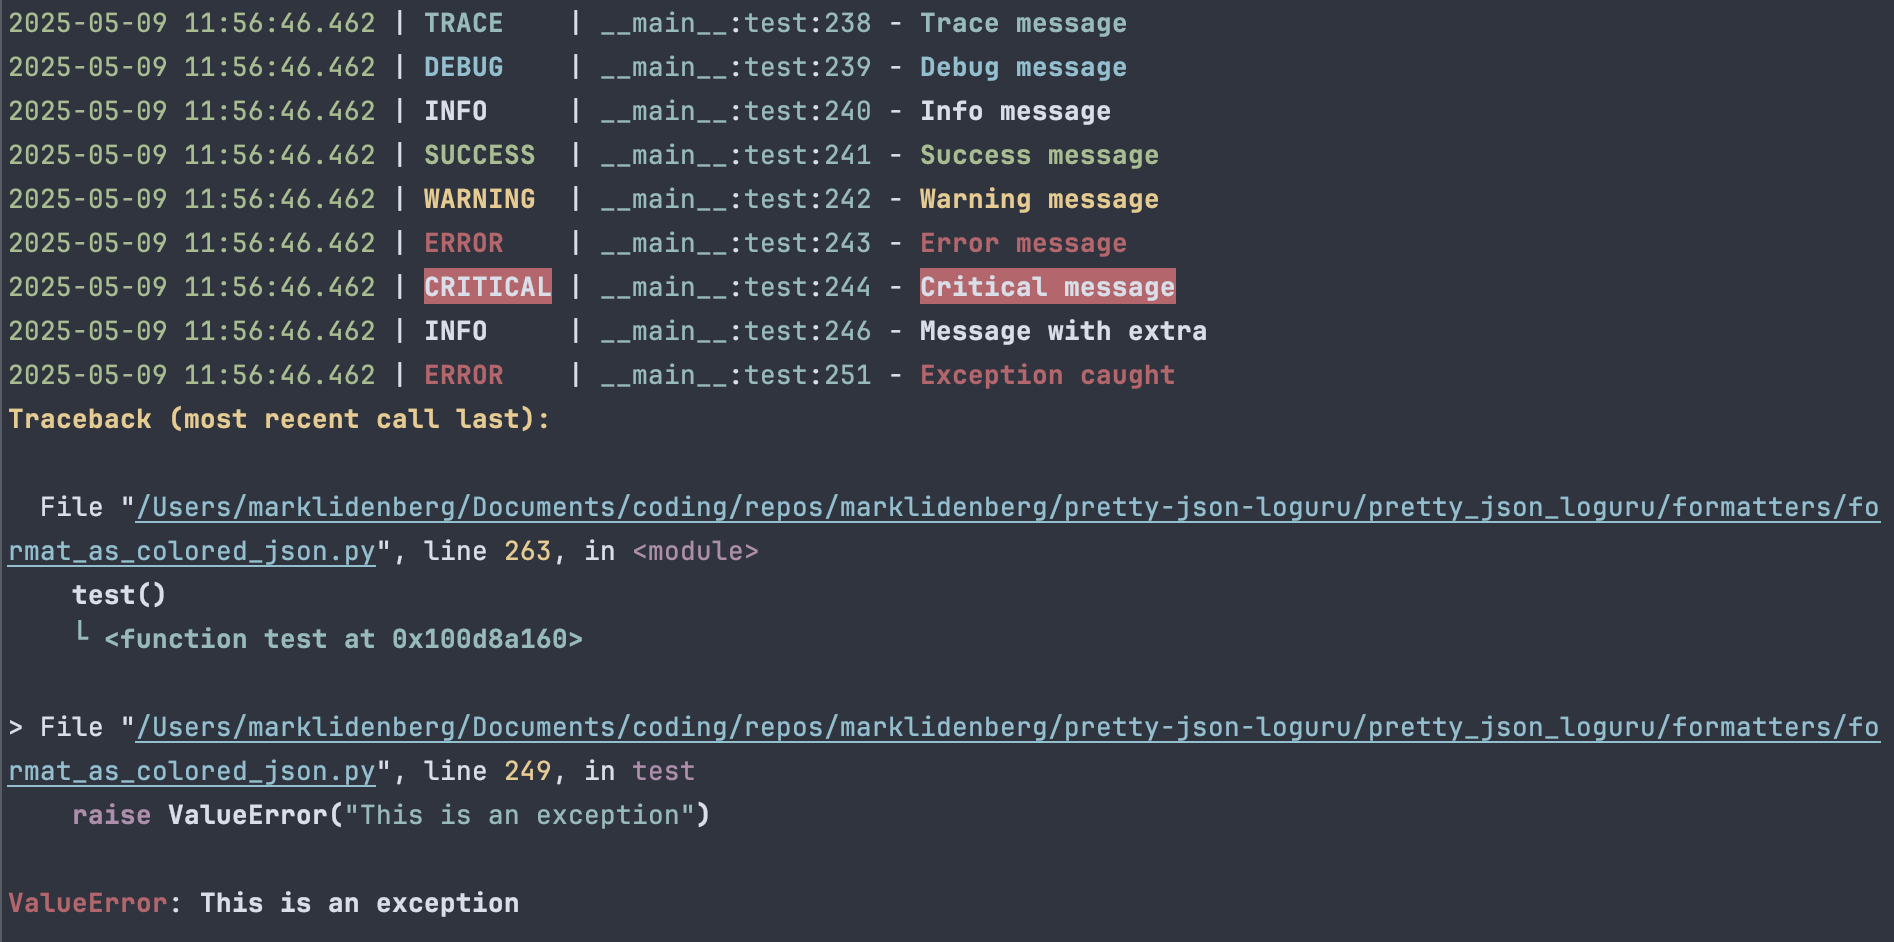 2025-05-09 11:56:46.462 | TRACE    | __main__:test:238 - Trace message
2025-05-09 11:56:46.462 | DEBUG    | __main__:test:239 - Debug message
2025-05-09 11:56:46.462 | INFO     | __main__:test:240 - Info message
2025-05-09 11:56:46.462 | SUCCESS  | __main__:test:241 - Success message
2025-05-09 11:56:46.462 | WARNING  | __main__:test:242 - Warning message
2025-05-09 11:56:46.462 | ERROR    | __main__:test:243 - Error message
2025-05-09 11:56:46.462 | CRITICAL | __main__:test:244 - Critical message
2025-05-09 11:56:46.462 | INFO     | __main__:test:246 - Message with extra
2025-05-09 11:56:46.462 | ERROR    | __main__:test:251 - Exception caught
Traceback (most recent call last):

  File "/Users/marklidenberg/Documents/coding/repos/marklidenberg/pretty-json-loguru/pretty_json_loguru/formatters/fo
rmat_as_colored_json.py", line 263, in <module>
    test()
    └ <function test at 0x100d8a160>

> File "/Users/marklidenberg/Documents/coding/repos/marklidenberg/pretty-json-loguru/pretty_json_loguru/formatters/fo
rmat_as_colored_json.py", line 249, in test
    raise ValueError("This is an exception")

ValueError: This is an exception